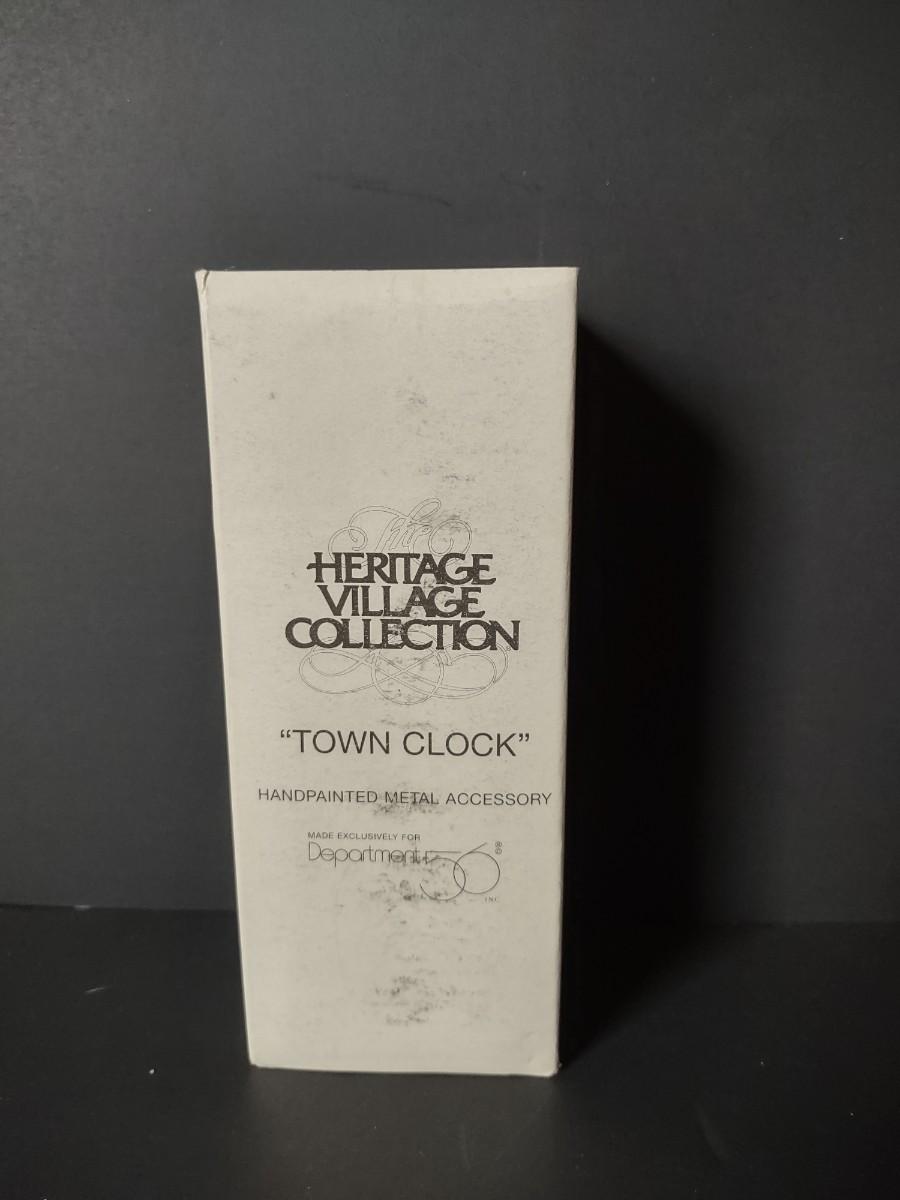 The
HERITAGE
VILLAGE
COLLECTION
“TOWN CLOCK”
HANDPAINTED METAL ACCESSORY
MADE EXCLUSIVELY FOR
Department 56
INC